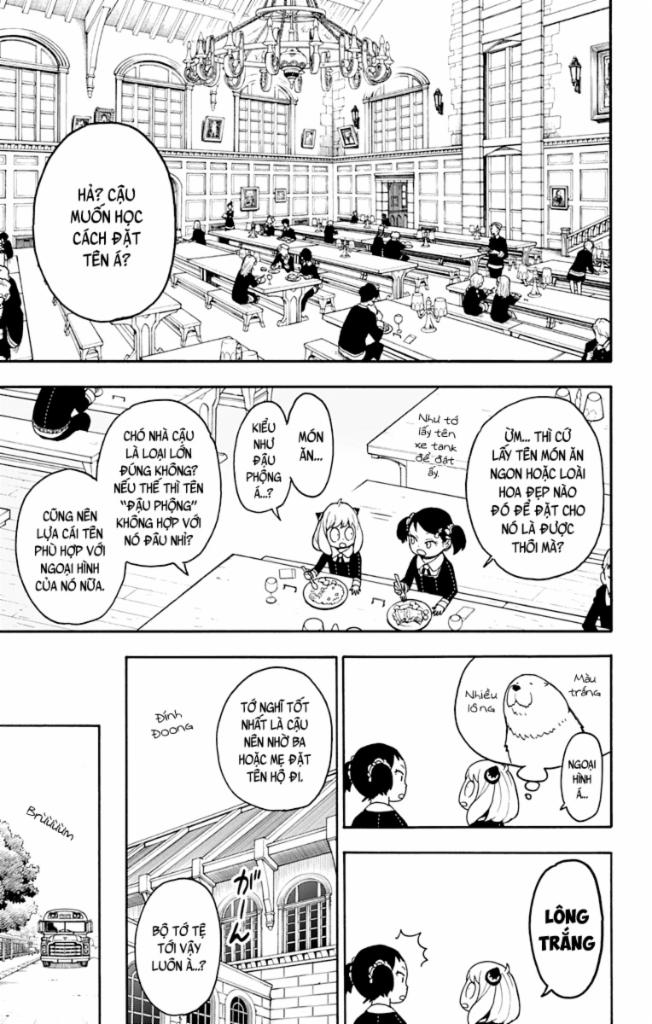 HẢ? CẬU
MUỐN HỌC
CÁCH ĐẶT
TÊN Á?
ỪM... THÌ CỨ
LẤY TÊN MÓN ĂN
NGON HOẶC LOÀI
HOA ĐẸP NÀO
ĐÓ ĐỂ ĐẶT CHO
NÓ LÀ ĐƯỢC
THÔI MÀ?
Như tớ
lấy tên
xe tank
để đặt
ấy.
MÓN
ĂN...
KIỂU
NHƯ
ĐẬU
PHỘNG
Á...?
CHÓ NHÀ CẬU
LÀ LOẠI LỚN
ĐÚNG KHÔNG?
NẾU THẾ THÌ TÊN
“ĐẬU PHỘNG”
KHÔNG HỢP VỚI
NÓ ĐÂU NHỈ?
CŨNG NÊN
LỰA CÁI TÊN
PHÙ HỢP VỚI
NGOẠI HÌNH
CỦA NÓ NỮA.
Màu
trắng
Nhiều
lông
NGOẠI
HÌNH
Á...
LÔNG
TRẮNG
TỚ NGHĨ TỐT
NHẤT LÀ CẬU
NÊN NHỜ BA
HOẶC MẸ ĐẶT
TÊN HỘ ĐI.
Đính
Đoong
がーん
BỘ TỚ TỆ
TỚI VẬY
LUÔN À...?
Brừừừừm